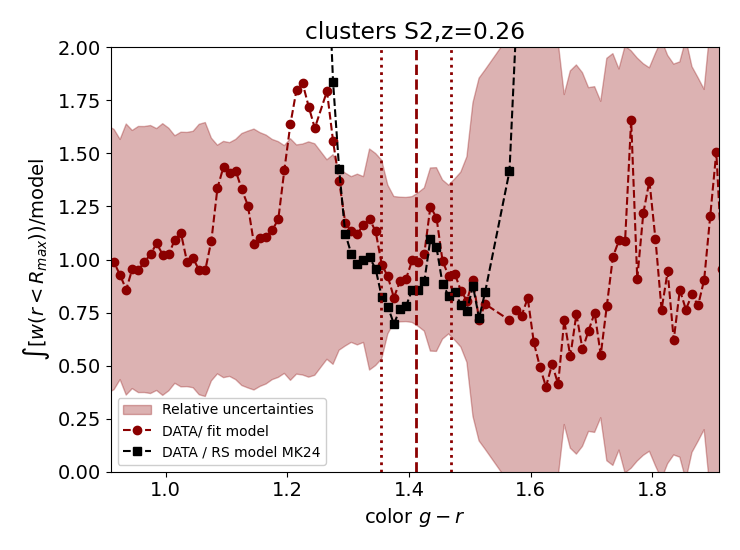 clusters S2,z=0.26
2.00
1.75
1.50
1.25
1.00
0.75
0.50
0.25
0.00
∫[w(r < R_{max}))/model
Relative uncertainties
DATA/ fit model
DATA / RS model MK24
1.0 1.2 1.4 1.6 1.8
color g − r